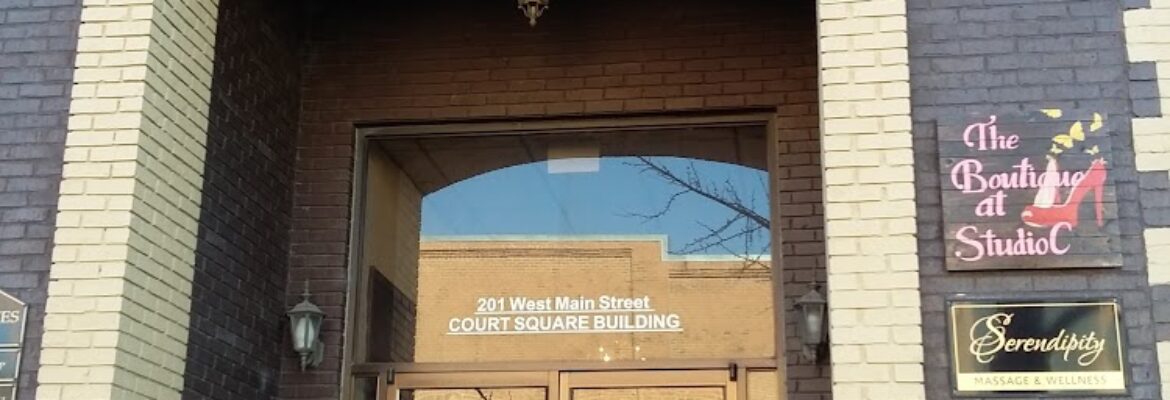 201 West Main Street
COURT SQUARE BUILDING
The
Boutique
at
StudioC
Serendipity
MASSAGE & WELLNESS